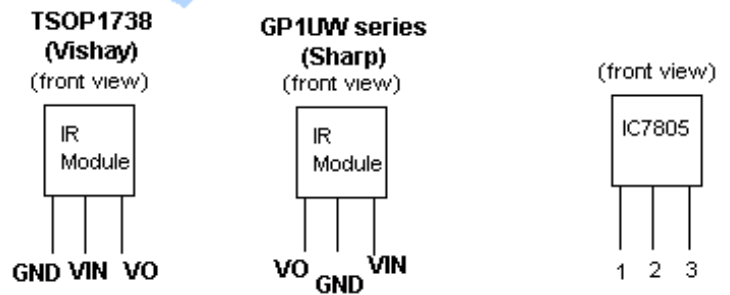 TSOP1738
(Vishay)
(front view)
IR
Module
GND VIN VO
GP1UW series
(Sharp)
(front view)
IR
Module
VO GND VIN
(front view)
IC7805
1 2 3